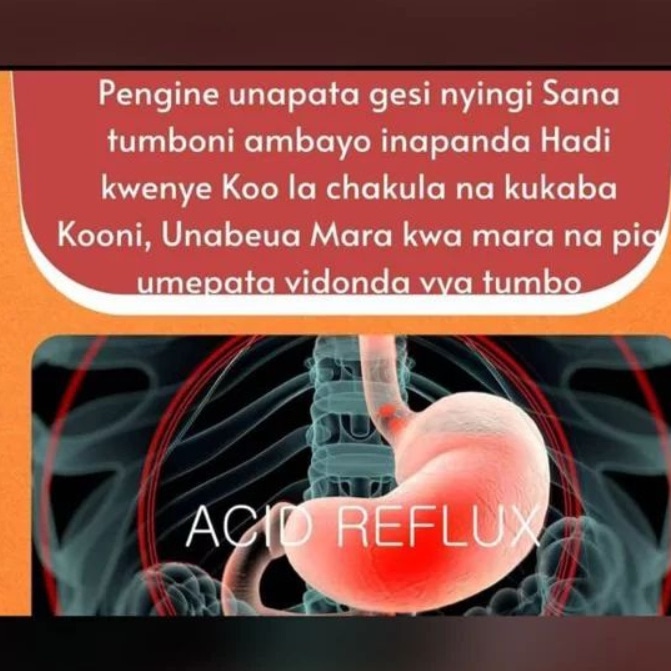 Pengine unapata gesi nyingi Sana
tumboni ambayo inapanda Hadi
kwenye Koo la chakula na kukaba
Kooni, Unabeua Mara kwa mara na pia
umepata vidonda vya tumbo
ACID REFLUX